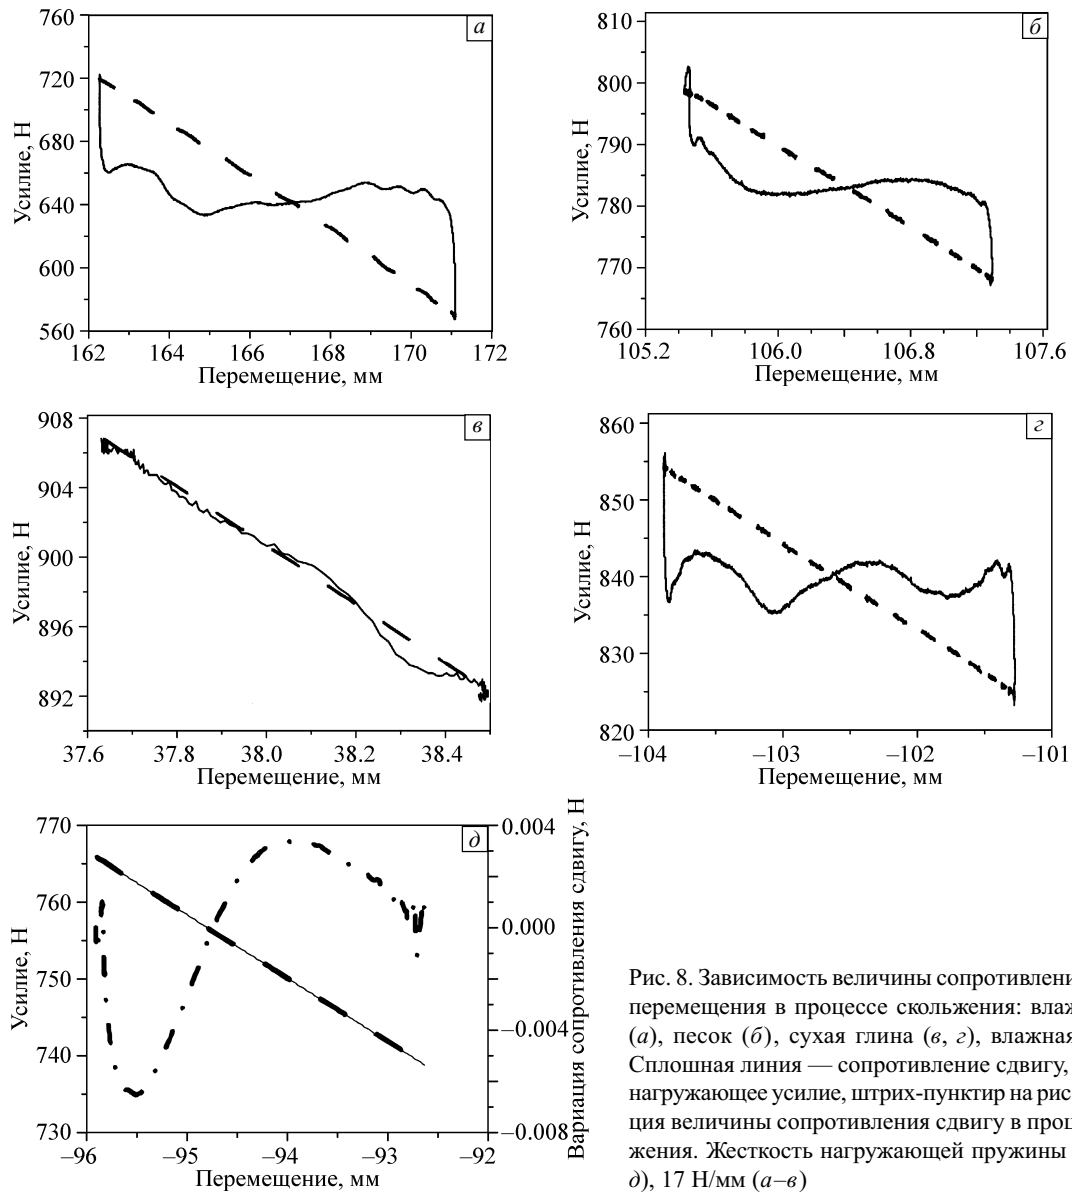 760
720
680
640
600
560
Усилие, Н
а
162 164 166 168 170 172
Перемещение, мм
810
800
790
780
770
760
Усилие, Н
б
105.2 106.0 106.8 107.6
Перемещение, мм
908
904
900
896
892
Усилие, Н
в
37.6 37.8 38.0 38.2 38.4
Перемещение, мм
860
850
840
830
820
Усилие, Н
г
–104 –103 –102 –101
Перемещение, мм
770
760
750
740
730
Усилие, Н
д
0.004
0.000
–0.004
–0.008
Вариация сопротивления сдвигу, Н
–96 –95 –94 –93 –92
Перемещение, мм
Рис. 8. Зависимость величины
перемещения в процессе скольжения:
(а), песок (б), сухая глина (в, г), влажная
Сплошная линия — сопротивление сдвигу,
нагружающее усилие, штрих-пунктир на
величины сопротивления сдвигу в
Жесткость нагружающей пружины
д), 17 Н/мм (а–в)